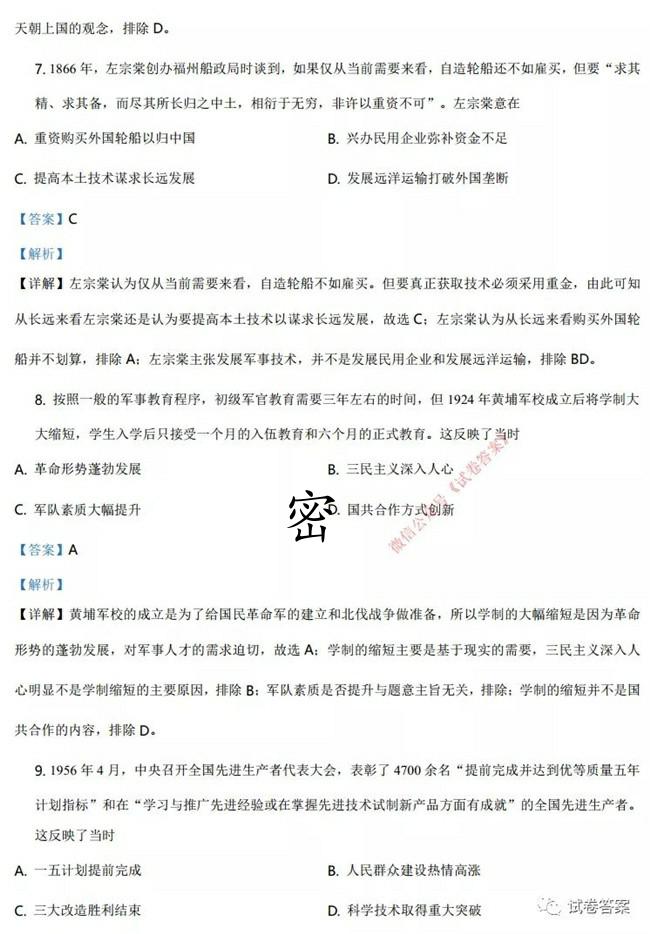 天朝上国的观念，排除 D。
7. 1866 年，左宗棠创办福州船政局时谈到，如果仅从当前需要来看，自造轮船还不如雇买，但要“求其
精、求其备，而尽其所长归之中土，相衍于无穷，非许以重资不可”。左宗棠意在
A. 重资购买外国轮船以归中国
B. 兴办民用企业弥补资金不足
C. 提高本土技术谋求长远发展
D. 发展远洋运输打破外国垄断
【答案】C
【解析】
【详解】左宗棠认为仅从当前需要来看，自造轮船不如雇买。但要真正获取技术必须采用重金，由此可知
从长远来看左宗棠还是认为要提高本土技术以谋求长远发展，故选 C；左宗棠认为从长远来看购买外国轮
船并不划算，排除 A；左宗棠主张发展军事技术，并不是发展民用企业和发展远洋运输，排除 BD。
8. 按照一般的军事教育程序，初级军官教育需要三年左右的时间，但 1924 年黄埔军校成立后将学制大
大缩短，学生入学后只接受一个月的入伍教育和六个月的正式教育。这反映了当时
A. 革命形势蓬勃发展
B. 三民主义深入人心
C. 军队素质大幅提升
D. 国共合作方式创新
密
微信公众号《试卷答案》
【答案】A
【解析】
【详解】黄埔军校的成立是为了给国民革命军的建立和北伐战争做准备，所以学制的大幅缩短是因为革命
形势的蓬勃发展，对军事人才的需求迫切，故选 A；学制的缩短主要是基于现实的需要，三民主义深入人
心明显不是学制缩短的主要原因，排除 B；军队素质是否提升与题意主旨无关，排除；学制的缩短并不是国
共合作的内容，排除 D。
9. 1956 年 4 月，中央召开全国先进生产者代表大会，表彰了 4700 余名“提前完成并达到优等质量五年
计划指标”和在“学习与推广先进经验或在掌握先进技术试制新产品方面有成就”的全国先进生产者。
这反映了当时
A. 一五计划提前完成
B. 人民群众建设热情高涨
C. 三大改造胜利结束
D. 科学技术取得重大突破
试卷答案